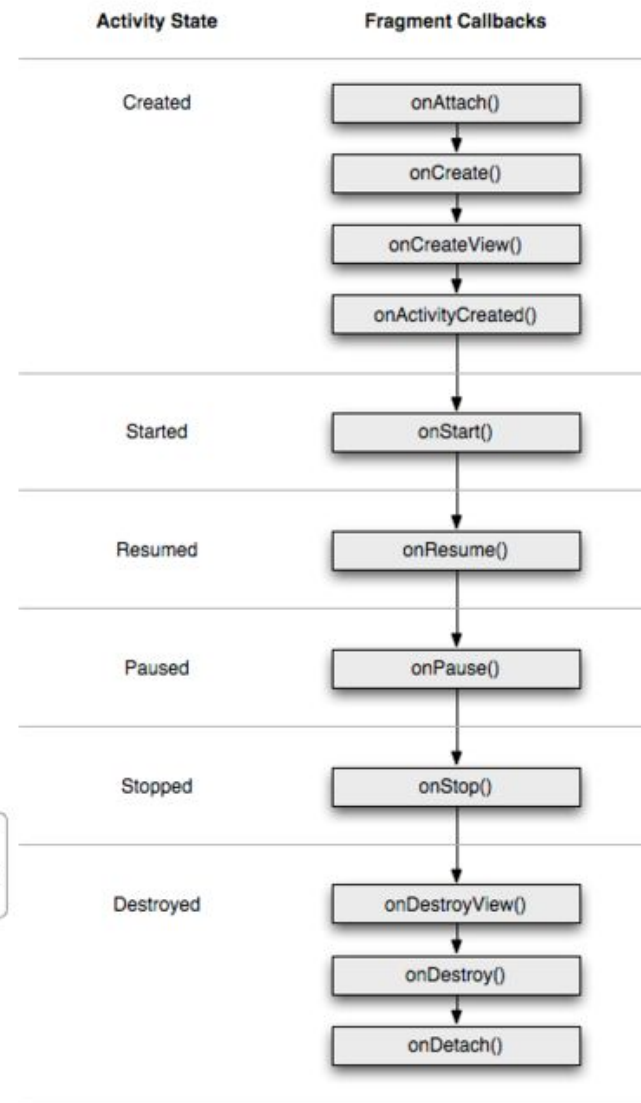 Activity State Fragment Callbacks
Created onAttach()
onCreate()
onCreateView()
onActivityCreated()
Started onStart()
Resumed onResume()
Paused onPause()
Stopped onStop()
Destroyed onDestroyView()
onDestroy()
onDetach()